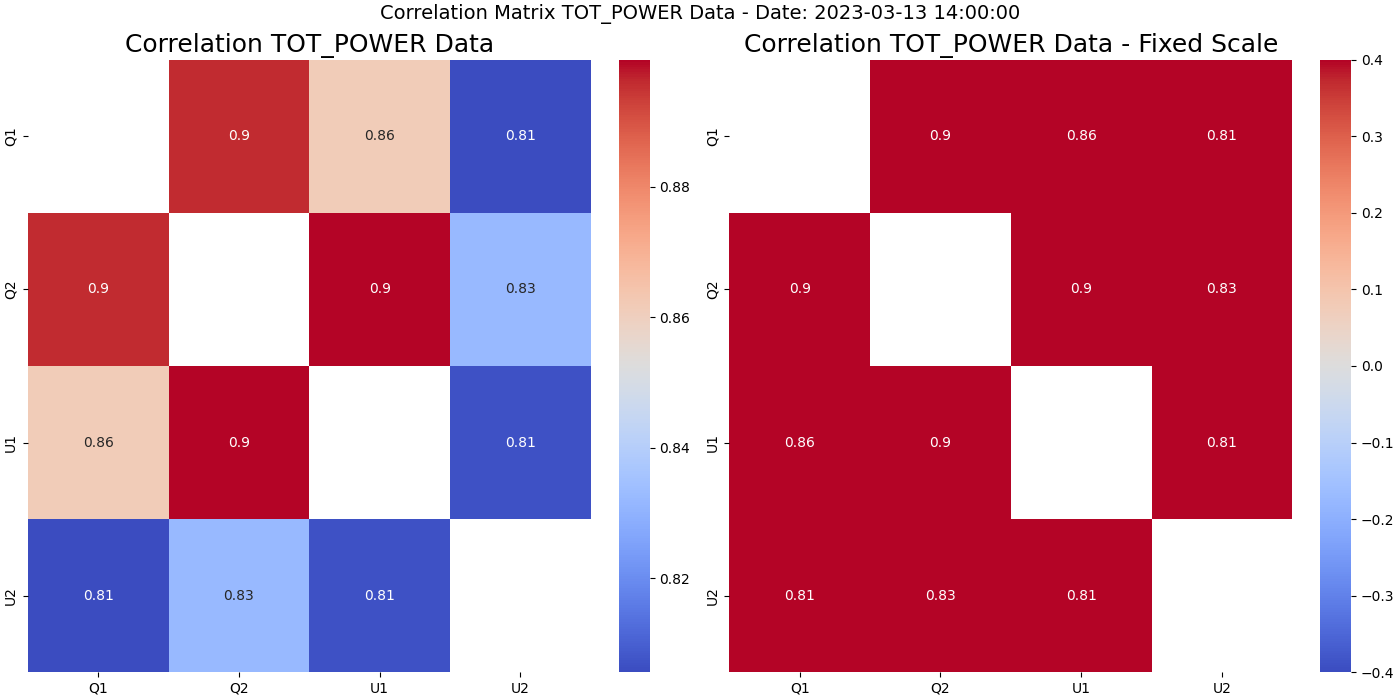 Correlation Matrix TOT_POWER Data - Date: 2023-03-13 14:00:00
Correlation TOT_POWER Data
Q1
0.9
0.86
0.81
Q2
0.9
0.9
0.83
U1
0.86
0.9
0.81
U2
0.81
0.83
0.81
Q1
Q2
U1
U2
0.88
0.86
0.84
0.82
Correlation TOT_POWER Data - Fixed Scale
Q1
0.9
0.86
0.81
Q2
0.9
0.9
0.83
U1
0.86
0.9
0.81
U2
0.81
0.83
0.81
Q1
Q2
U1
U2
0.4
0.3
0.2
0.1
0.0
−0.1
−0.2
−0.3
−0.4